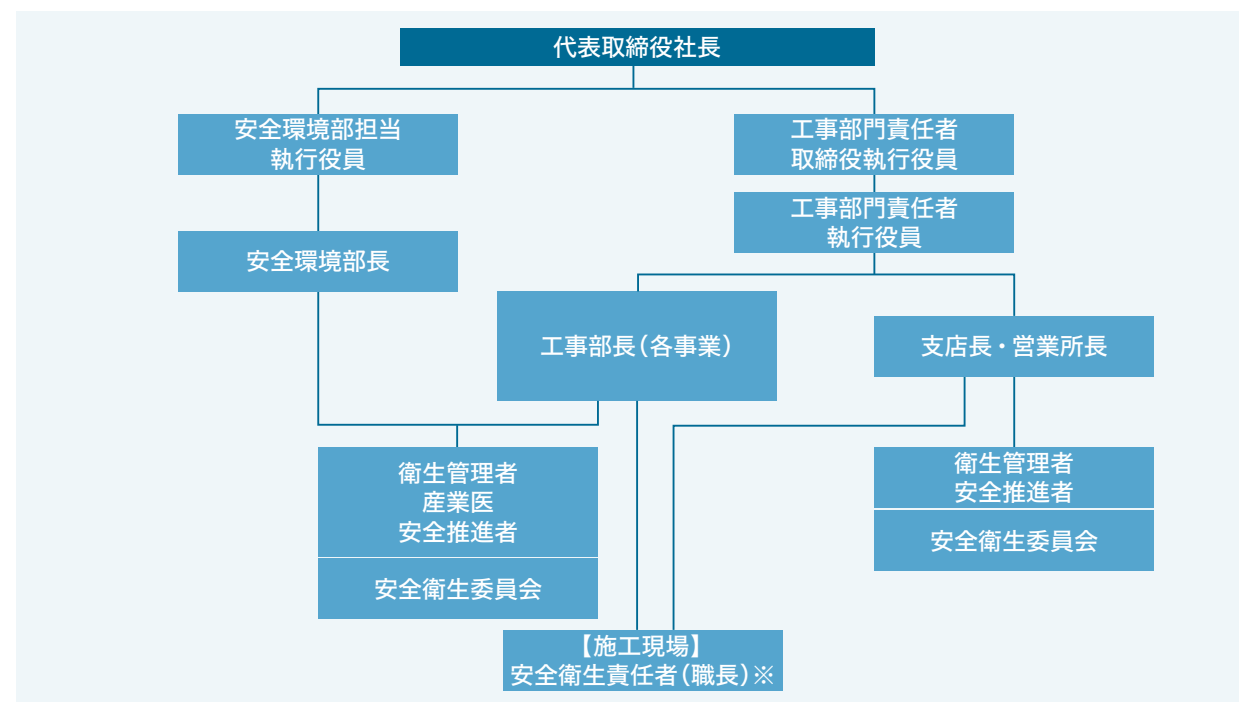 代表取締役社長
安全環境部担当
執行役員
工事部門責任者
取締役執行役員
工事部門責任者
執行役員
安全環境部長
工事部長(各事業)
支店長・営業所長
衛生管理者
産業医
安全推進者
安全衛生委員会
衛生管理者
安全推進者
安全衛生委員会
【施工現場】
安全衛生責任者(職長)※